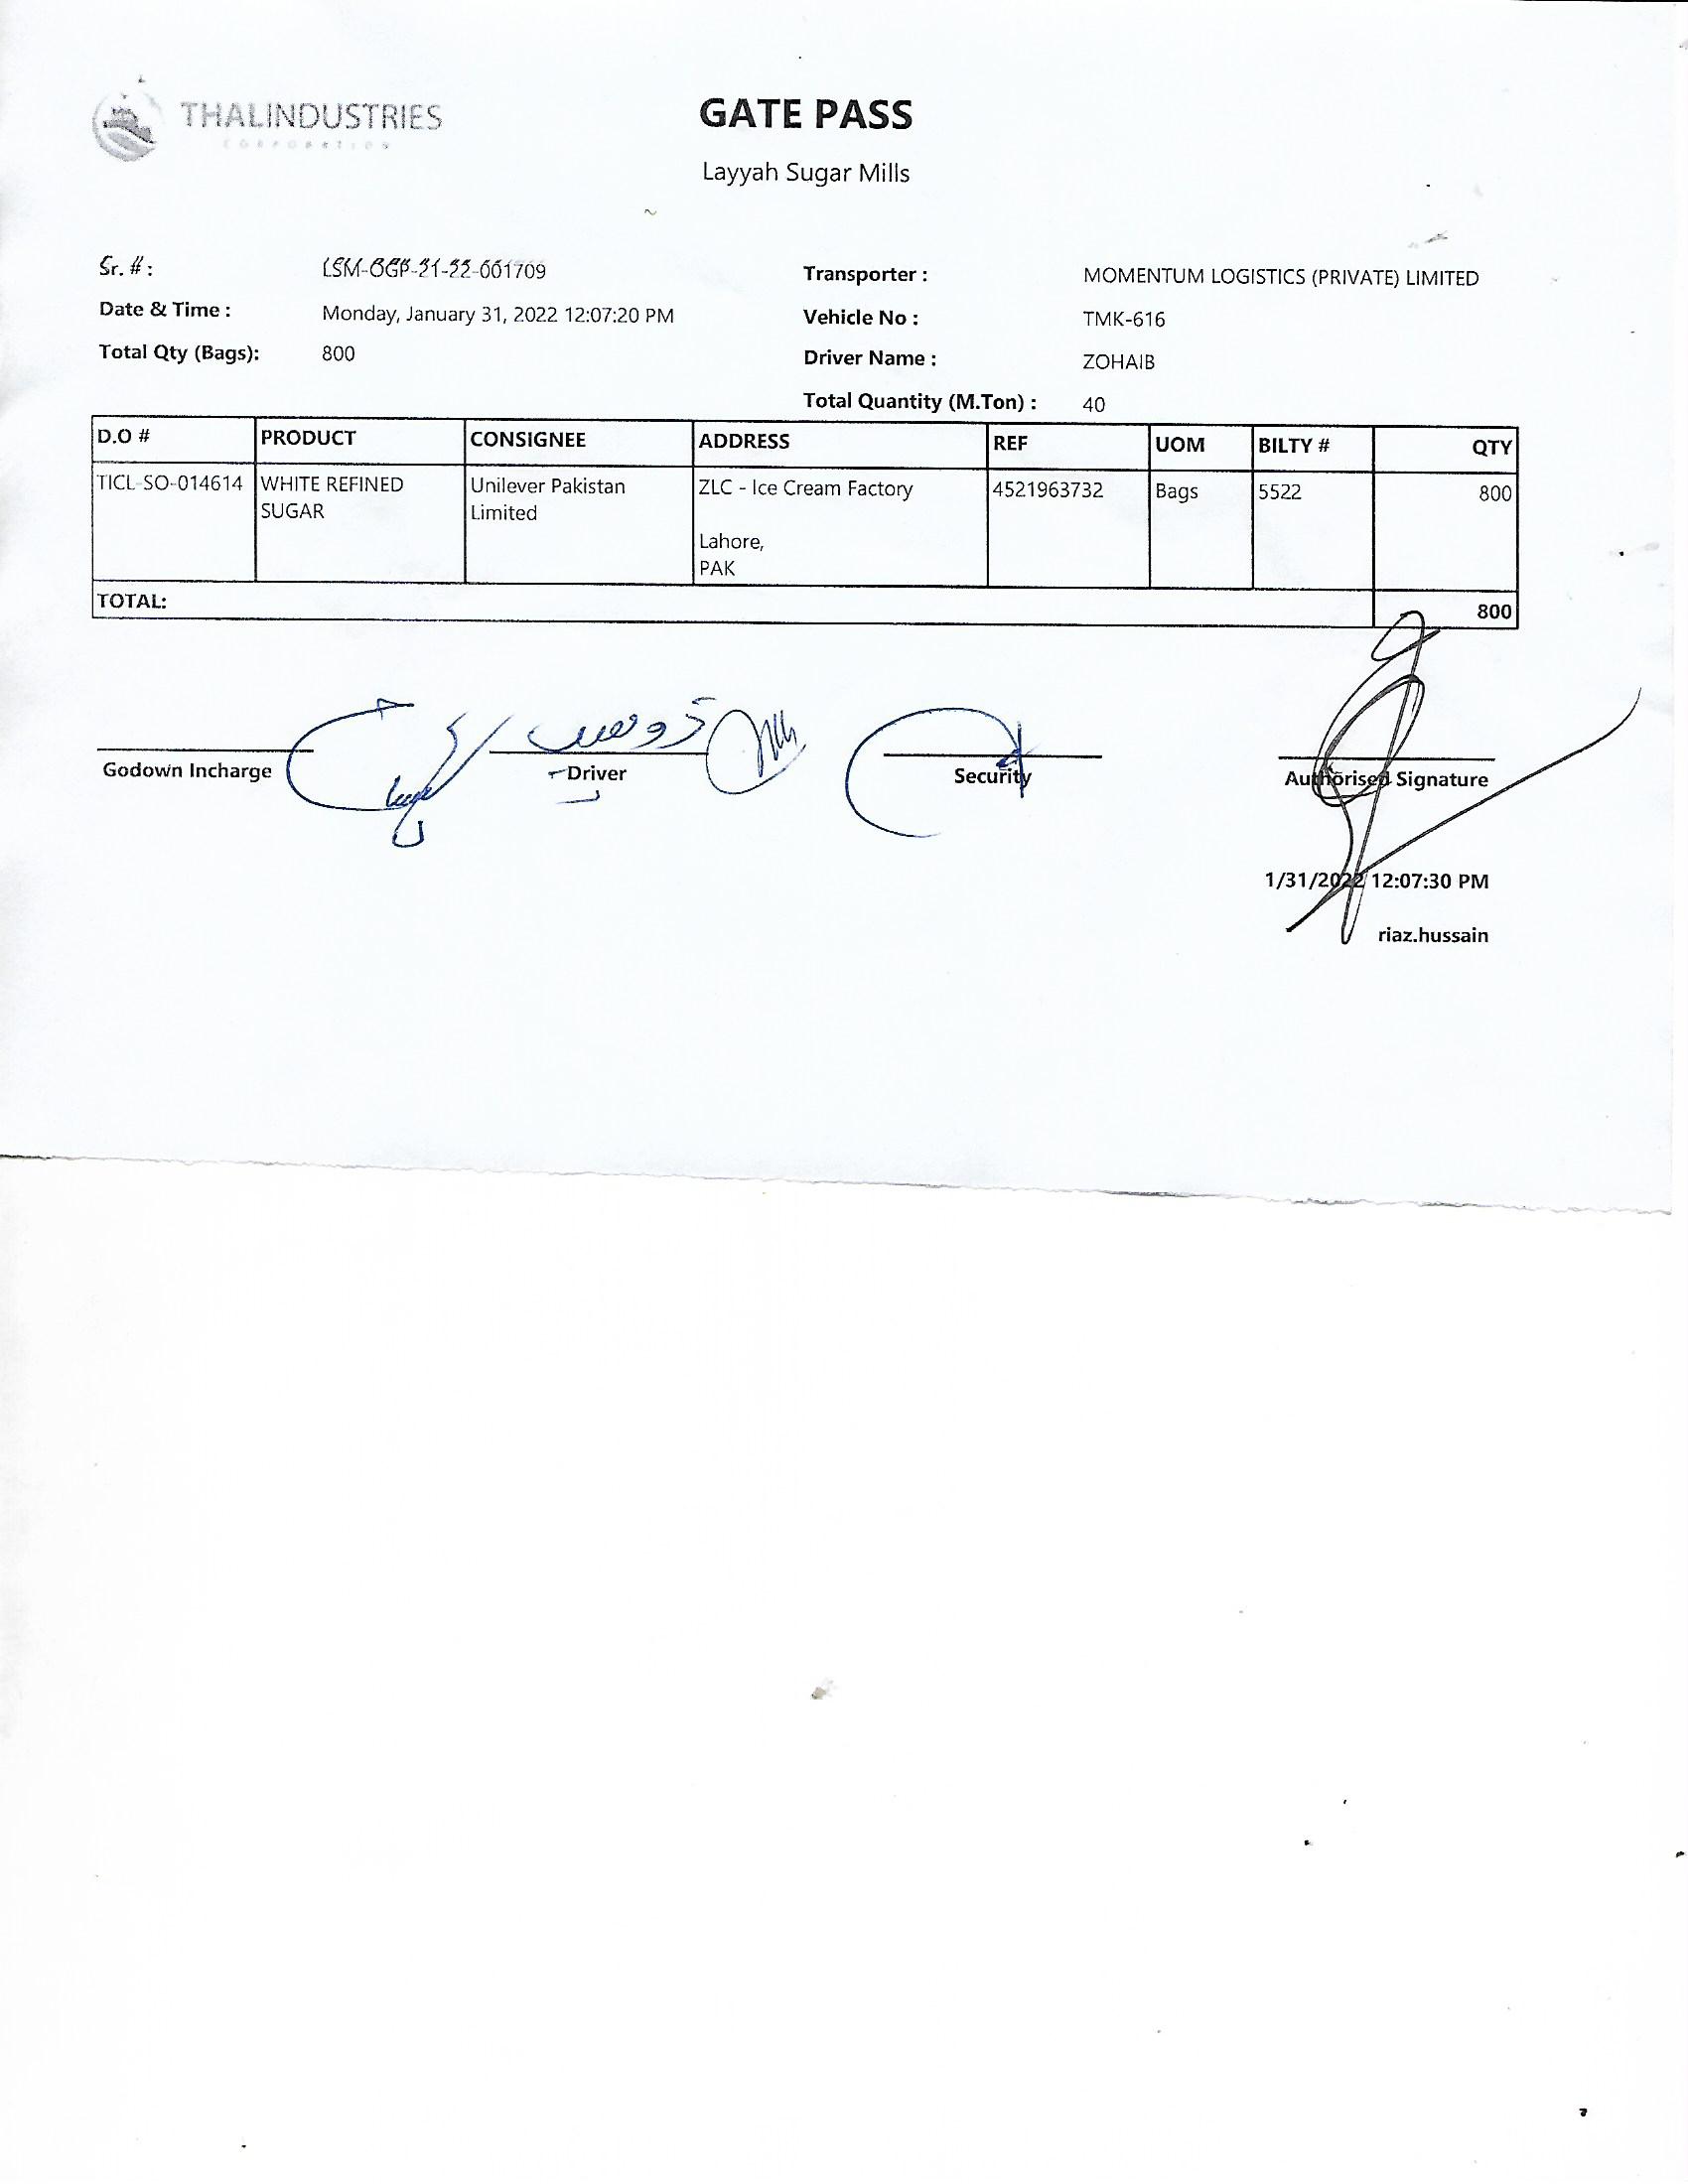 THALINDUSTRIES
CORPORATION
GATE PASS
Layyah Sugar Mills
Sr. # : LSM-OGP-21-22-001709
Date & Time : Monday, January 31, 2022 12:07:20 PM
Total Qty (Bags): 800
Transporter : MOMENTUM LOGISTICS (PRIVATE) LIMITED
Vehicle No : TMK-616
Driver Name : ZOHAIB
Total Quantity (M.Ton) : 40
D.O # PRODUCT CONSIGNEE ADDRESS REF UOM BILTY # QTY
TICL-SO-014614 WHITE REFINED Unilever Pakistan ZLC - Ice Cream Factory 4521963732 Bags 5522 800
SUGAR Limited
Lahore,
PAK
TOTAL: 800
Godown Incharge Driver Security Authorised Signature
1/31/2022 12:07:30 PM
riaz.hussain